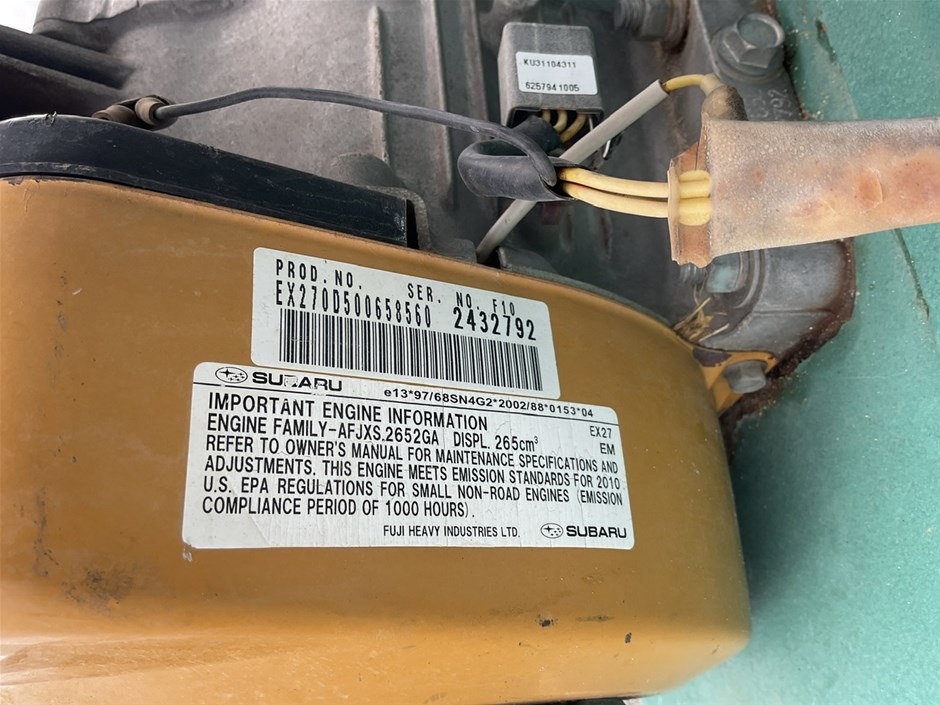 KU31104311
6257941005
PROD.NO. SER. NO. F10
EX270D500658560 2432792
SUBARU e13*97/68SN4G2*2002/88*0153*04
IMPORTANT ENGINE INFORMATION EX27
ENGINE FAMILY-AFJXS.2652GA DISPL. 265cm³ EM
REFER TO OWNER'S MANUAL FOR MAINTENANCE SPECIFICATIONS AND
ADJUSTMENTS. THIS ENGINE MEETS EMISSION STANDARDS FOR 2010
U.S. EPA REGULATIONS FOR SMALL NON-ROAD ENGINES (EMISSION
COMPLIANCE PERIOD OF 1000 HOURS).
FUJI HEAVY INDUSTRIES LTD. SUBARU